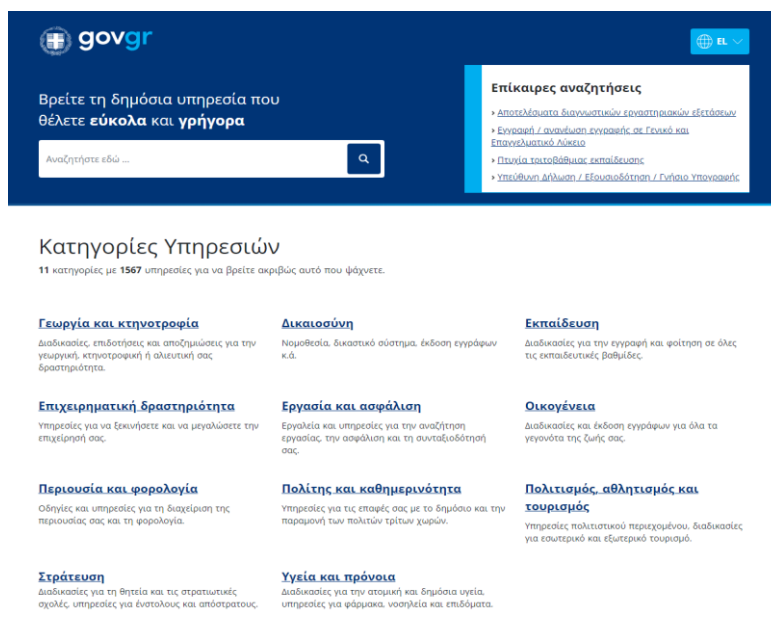 govgr
EL
Βρείτε τη δημόσια υπηρεσία που
θέλετε εύκολα και γρήγορα
Αναζητήστε εδώ ...
Επίκαιρες αναζητήσεις
› Αποτελέσματα διαγνωστικών εργαστηριακών εξετάσεων
› Εγγραφή / ανανέωση εγγραφής σε Γενικό και
Επαγγελματικό Λύκειο
› Πτυχία τριτοβάθμιας εκπαίδευσης
› Υπεύθυνη Δήλωση / Εξουσιοδότηση / Γνήσιο Υπογραφής
Κατηγορίες Υπηρεσιών
11 κατηγορίες με 1567 υπηρεσίες για να βρείτε ακριβώς αυτό που ψάχνετε.
Γεωργία και κτηνοτροφία
Διαδικασίες, επιδοτήσεις και αποζημιώσεις για την
γεωργική, κτηνοτροφική ή αλιευτική σας
δραστηριότητα.
Δικαιοσύνη
Νομοθεσία, δικαστικό σύστημα, έκδοση εγγράφων
κ.ά.
Εκπαίδευση
Διαδικασίες για την εγγραφή και φοίτηση σε όλες
τις εκπαιδευτικές βαθμίδες.
Επιχειρηματική δραστηριότητα
Υπηρεσίες για να ξεκινήσετε και να μεγαλώσετε την
επιχείρησή σας.
Εργασία και ασφάλιση
Εργαλεία και υπηρεσίες για την αναζήτηση
εργασίας, την ασφάλιση και τη συνταξιοδότησή
σας.
Οικογένεια
Διαδικασίες και έκδοση εγγράφων για όλα τα
γεγονότα της ζωής σας.
Περιουσία και φορολογία
Οδηγίες και υπηρεσίες για τη διαχείριση της
περιουσίας σας και τη φορολογία.
Πολίτης και καθημερινότητα
Υπηρεσίες για τις επαφές σας με το δημόσιο και την
παραμονή των πολιτών τρίτων χωρών.
Πολιτισμός, αθλητισμός και
τουρισμός
Υπηρεσίες πολιτιστικού περιεχομένου, διαδικασίες
για εσωτερικό και εξωτερικό τουρισμό.
Στράτευση
Διαδικασίες για τη θητεία και τις στρατιωτικές
σχολές, υπηρεσίες για ένστολους και απόστρατους.
Υγεία και πρόνοια
Διαδικασίες για την ατομική και δημόσια υγεία,
υπηρεσίες για φάρμακα, νοσηλεία και επιδόματα.